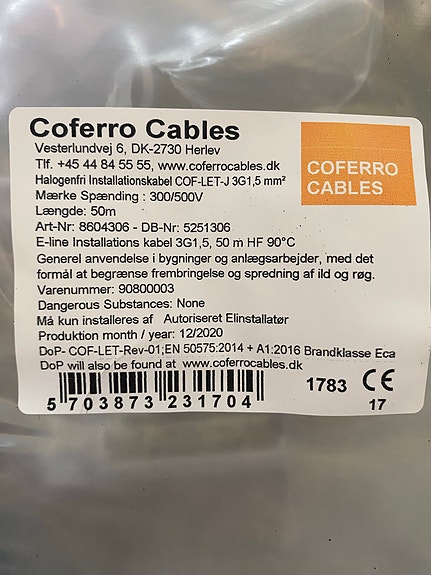 Coferro Cables
Vesterlundvej 6, DK-2730 Herlev
Tlf. +45 44 84 55 55, www.coferrocables.dk
COFERRO
CABLES
Halogenfri Installationskabel COF-LET-J 3G1,5 mm²
Mærke Spænding : 300/500V
Længde: 50m
Art-Nr: 8604306 - DB-Nr: 5251306
E-line Installations kabel 3G1,5, 50 m HF 90°C
Generel anvendelse i bygninger og anlægsarbejder, med det
formål at begrænse frembringelse og spredning af ild og røg.
Varenummer: 90800003
Dangerous Substances: None
Må kun installeres af Autoriseret Elinstallatør
Produktion month / year: 12/2020
DoP- COF-LET-Rev-01;EN 50575:2014 + A1:2016 Brandklasse Eca
DoP will also be found at www.coferrocables.dk
5 703873 231704
1783 CE
17